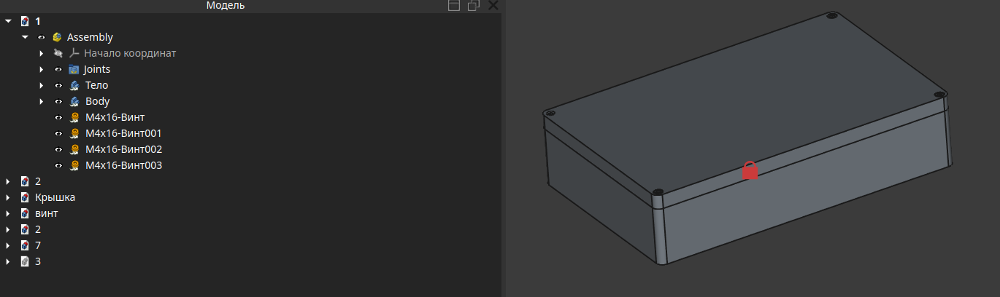 Модель
1
Assembly
Начало координат
Joints
Тело
Body
M4x16-Винт
M4x16-Винт001
M4x16-Винт002
M4x16-Винт003
2
Крышка
винт
2
7
3